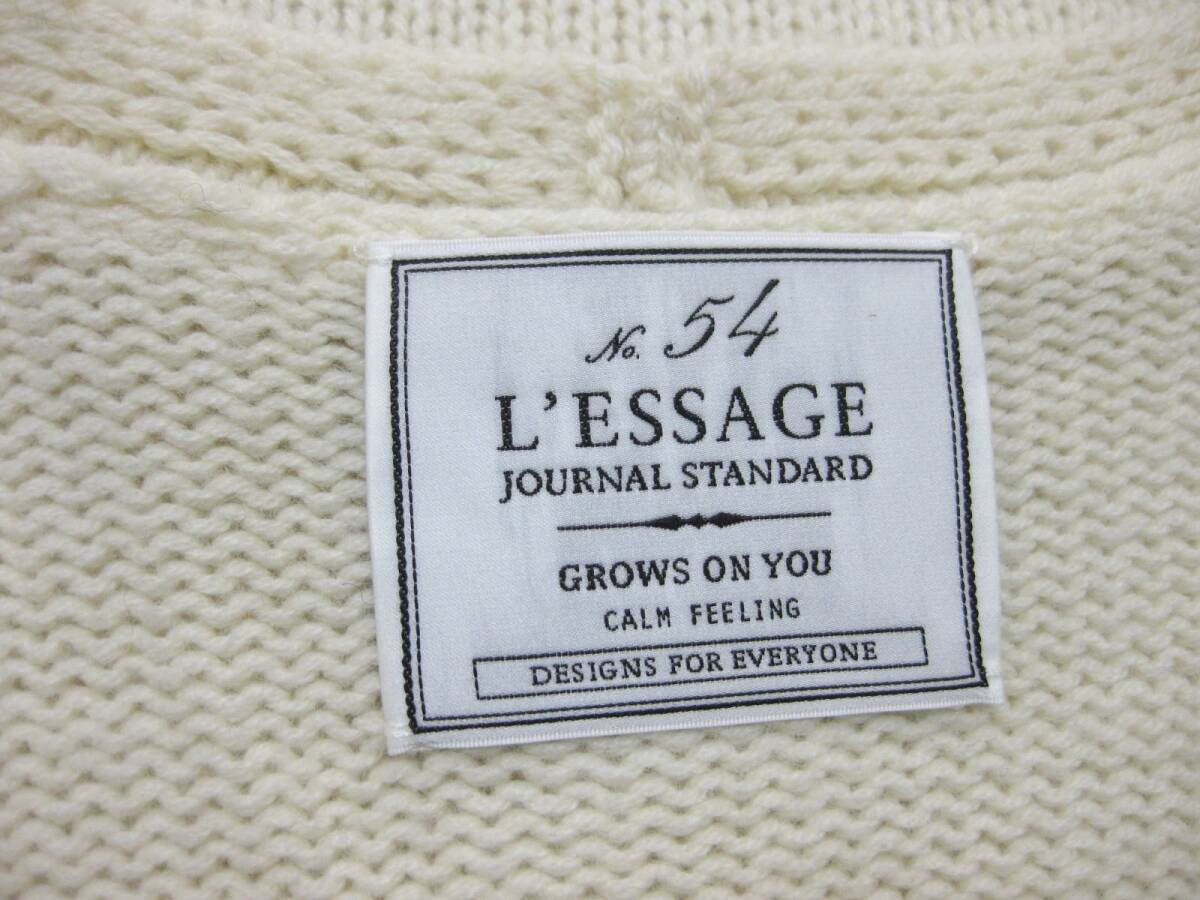 No. 54
L'ESSAGE
JOURNAL STANDARD
GROWS ON YOU
CALM FEELING
DESIGNS FOR EVERYONE